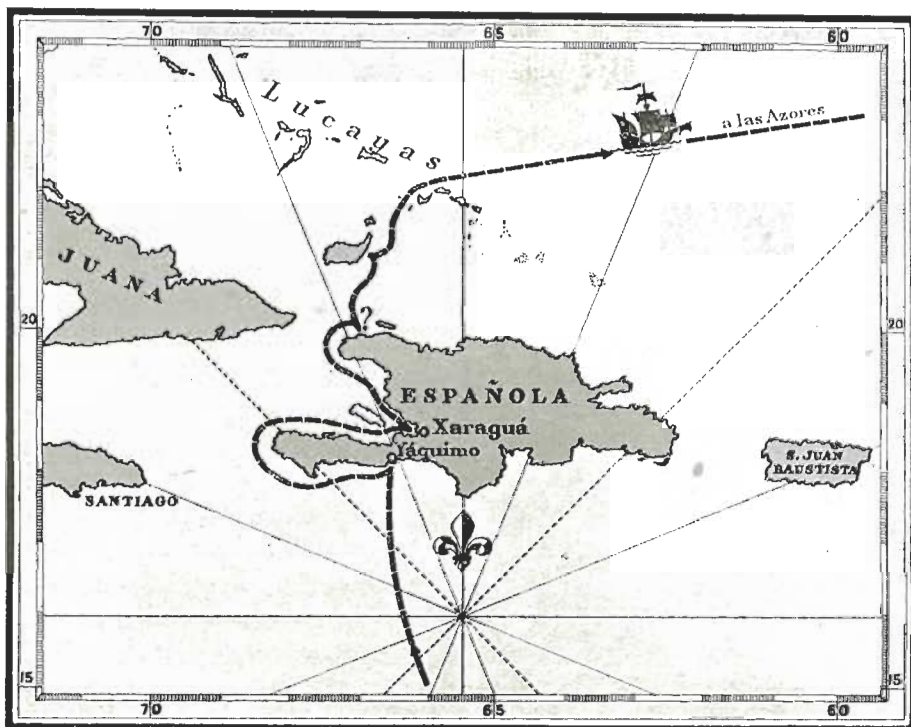 70
65
60
Lucayas
a las Azores
JUANA
20
?
20
ESPAÑOLA
Xaraguá
Yáquimo
S. JUAN
BAUSTISTA
SANTIAGO
15
15
70
65
60